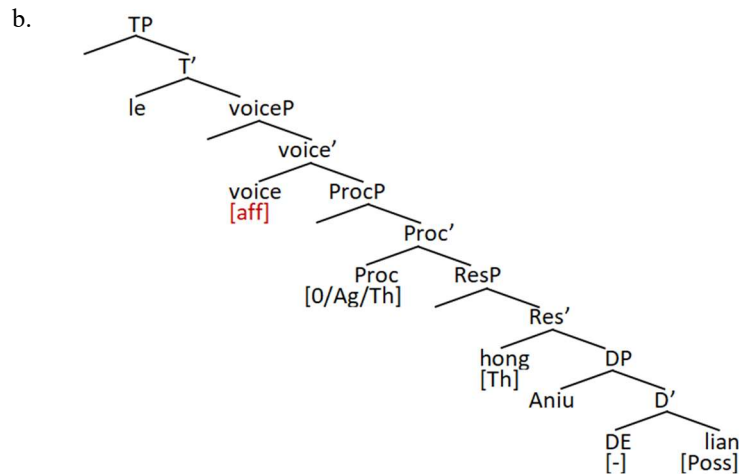 b.
TP
T’
le voiceP
voice’
voice ProcP
[aff]
Proc’
Proc ResP
[0/Ag/Th]
Res’
hong DP
[Th]
Aniu D’
DE lian
[-] [Poss]